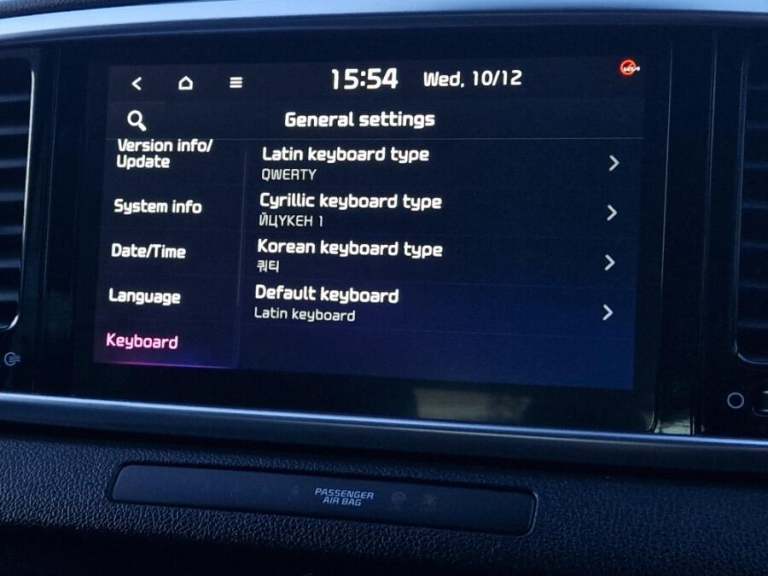 15:54 Wed, 10/12
General settings
Version info/
Update
System info
Date/Time
Language
Keyboard
Latin keyboard type
QWERTY
Cyrillic keyboard type
ЙЦУКЕН 1
Korean keyboard type
쿼티
Default keyboard
Latin keyboard
PASSENGER
AIR BAG